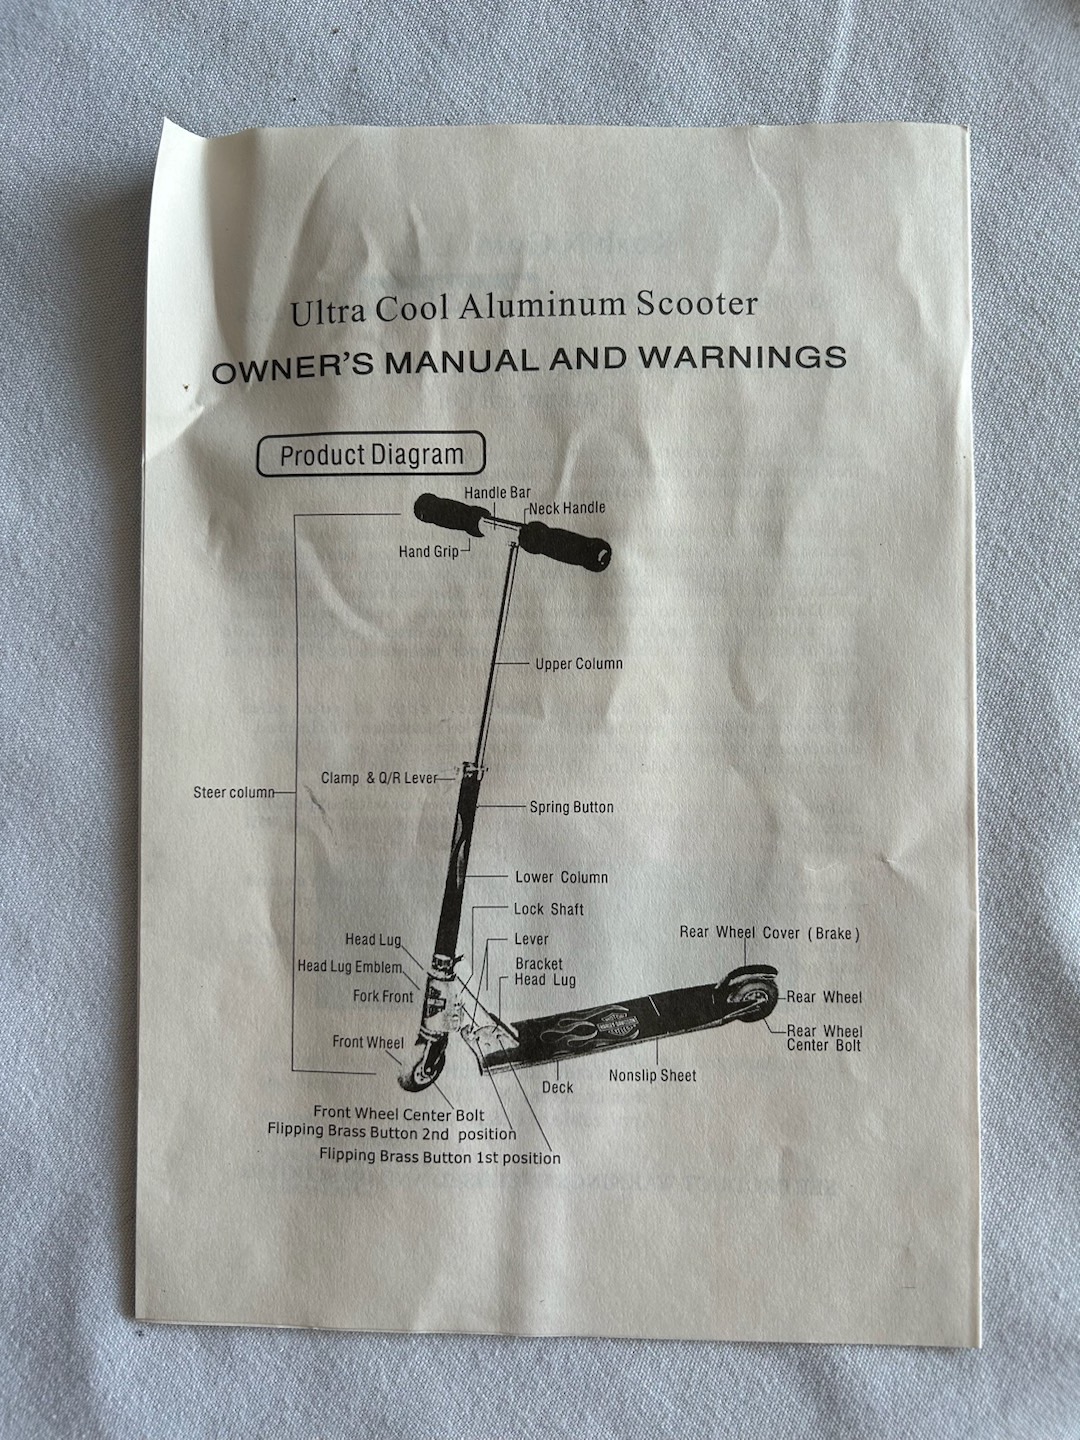 Ultra Cool Aluminum Scooter
OWNER'S MANUAL AND WARNINGS
Product Diagram
Handle Bar
Neck Handle
Hand Grip
Upper Column
Clamp & Q/R Lever
Steer column
Spring Button
Lower Column
Lock Shaft
Rear Wheel Cover (Brake)
Head Lug
Lever
Bracket
Head Lug
Head Lug Emblem
Fork Front
Rear Wheel
Rear Wheel
Center Bolt
Front Wheel
Nonslip Sheet
Deck
Front Wheel Center Bolt
Flipping Brass Button 2nd position
Flipping Brass Button 1st position